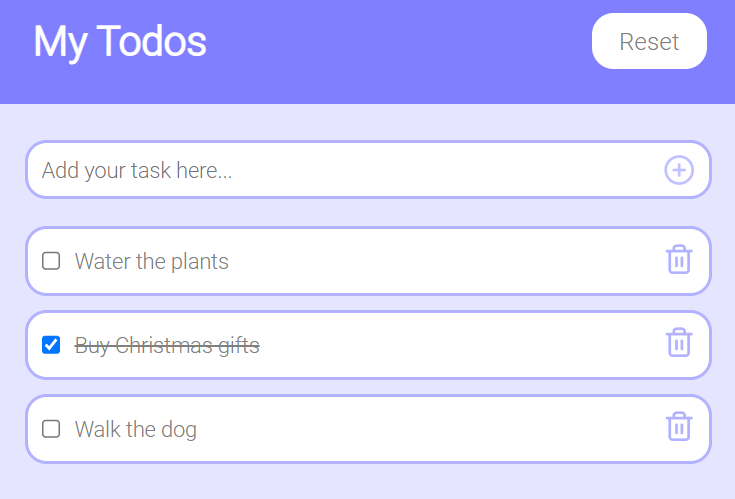 My Todos
Reset
Add your task here...
Water the plants
Buy Christmas gifts
Walk the dog